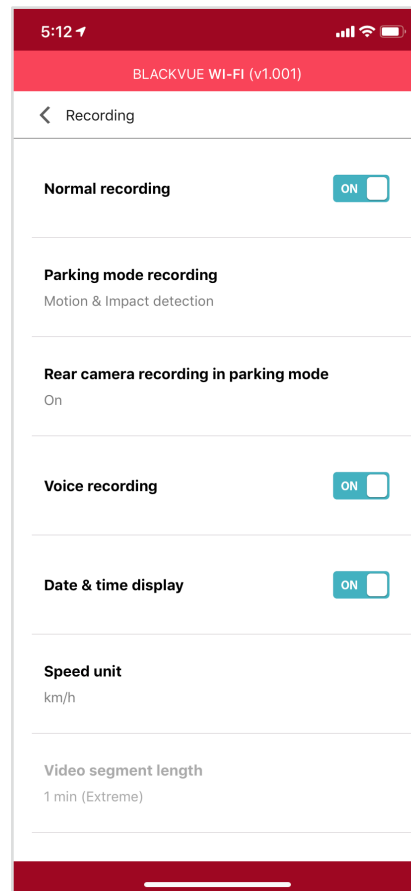 5:12
BLACKVUE WI-FI (v1.001)
Recording
Normal recording
ON
Parking mode recording
Motion & Impact detection
Rear camera recording in parking mode
On
Voice recording
ON
Date & time display
ON
Speed unit
km/h
Video segment length
1 min (Extreme)